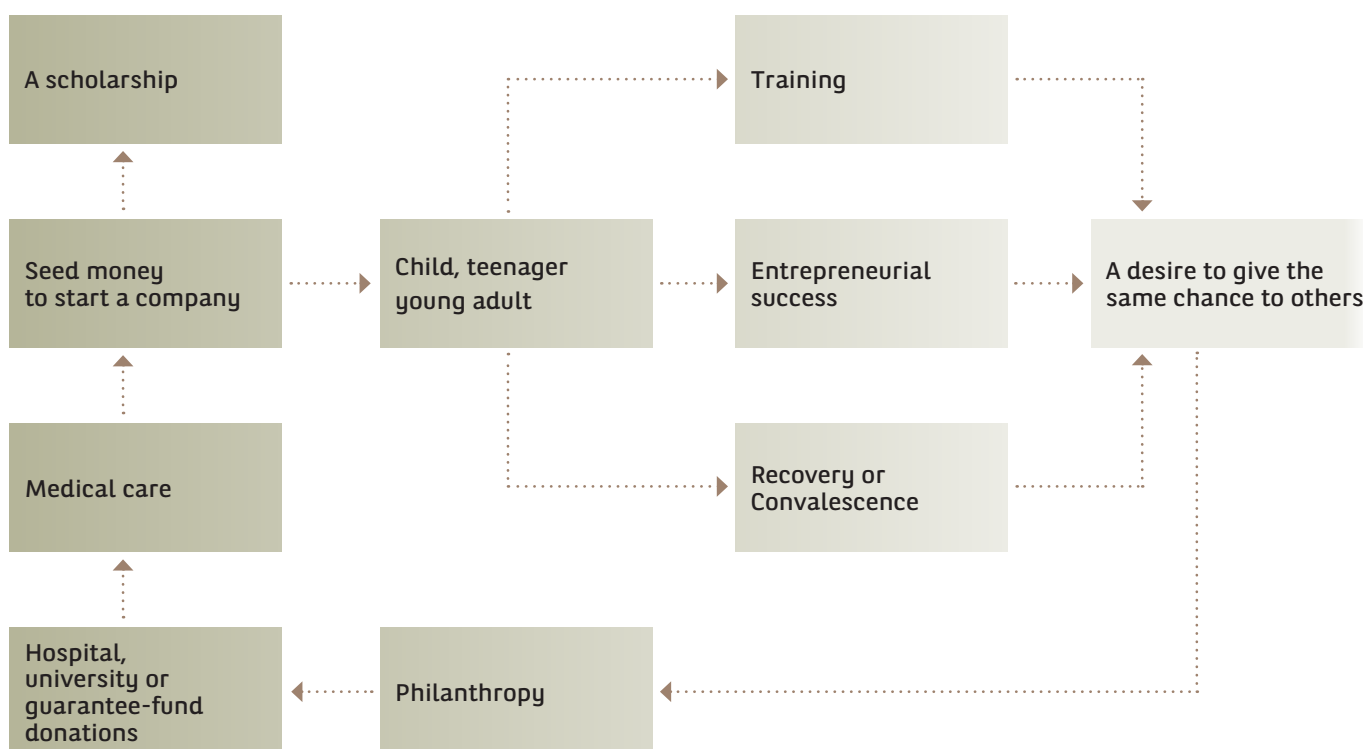 A scholarship
Training
Seed money
to start a company
Child, teenager
young adult
Entrepreneurial
success
A desire to give the
same chance to others
Medical care
Recovery or
Convalescence
Hospital,
university or
guarantee-fund
donations
Philanthropy